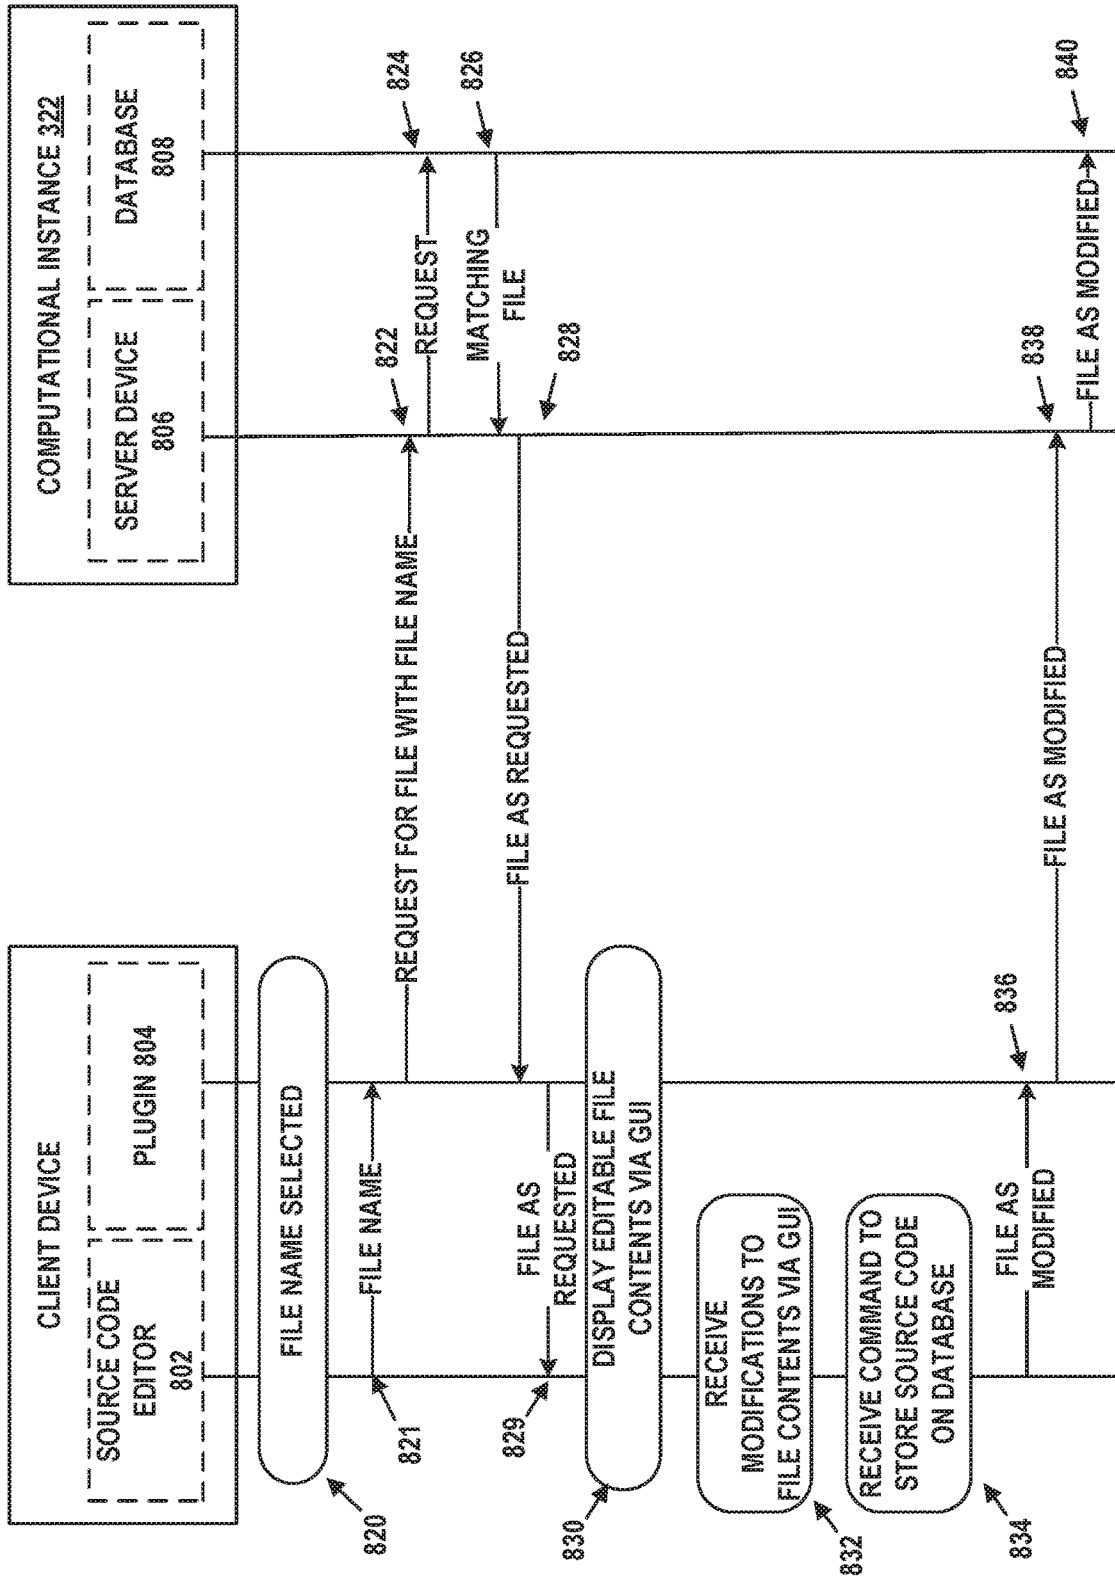 CLIENT DEVICE
SOURCE CODE
EDITOR
802
PLUGIN 804
COMPUTATIONAL INSTANCE 322
SERVER DEVICE
806
DATABASE
808
FILE NAME SELECTED
820
FILE NAME
821
REQUEST FOR FILE WITH FILE NAME
822
REQUEST
824
MATCHING
FILE
826
FILE AS REQUESTED
828
FILE AS
REQUESTED
829
DISPLAY EDITABLE FILE
CONTENTS VIA GUI
830
RECEIVE
MODIFICATIONS TO
FILE CONTENTS VIA GUI
832
RECEIVE COMMAND TO
STORE SOURCE CODE
ON DATABASE
834
FILE AS
MODIFIED
836
FILE AS MODIFIED
838
FILE AS MODIFIED
840